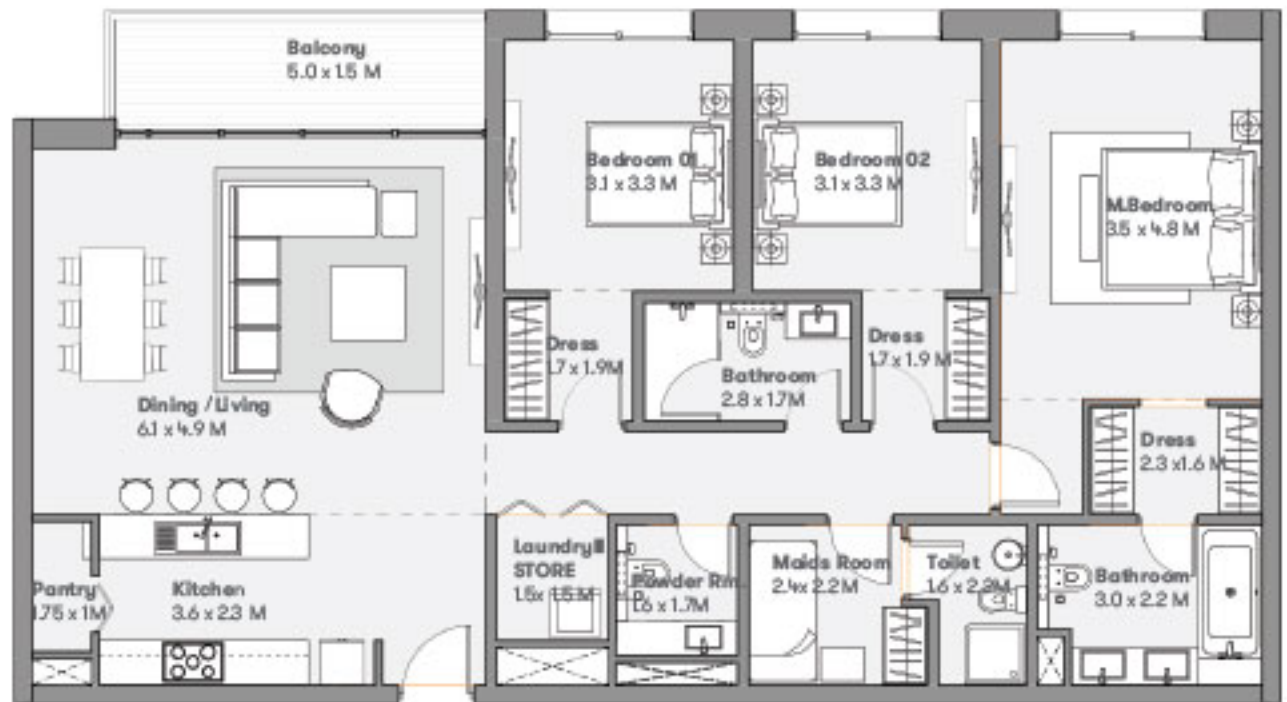 Balcony
5.0 x 1.5 M
Bedroom 01
3.1 x 3.3 M
Bedroom 02
3.1 x 3.3 M
M.Bedroom
3.5 x 4.8 M
Dress
1.7 x 1.9M
Bathroom
2.8 x 1.7M
Dress
1.7 x 1.9 M
Dining / Living
6.1 x 4.9 M
Dress
2.3 x1.6 M
Pantry
1.75 x 1M
Kitchen
3.6 x 2.3 M
Laundry
STORE
1.5x 1.5 M
Powder Rm.
1.6 x 1.7M
Maids Room
2.4x 2.2M
Toilet
1.6 x 2.2M
Bathroom
3.0 x 2.2 M